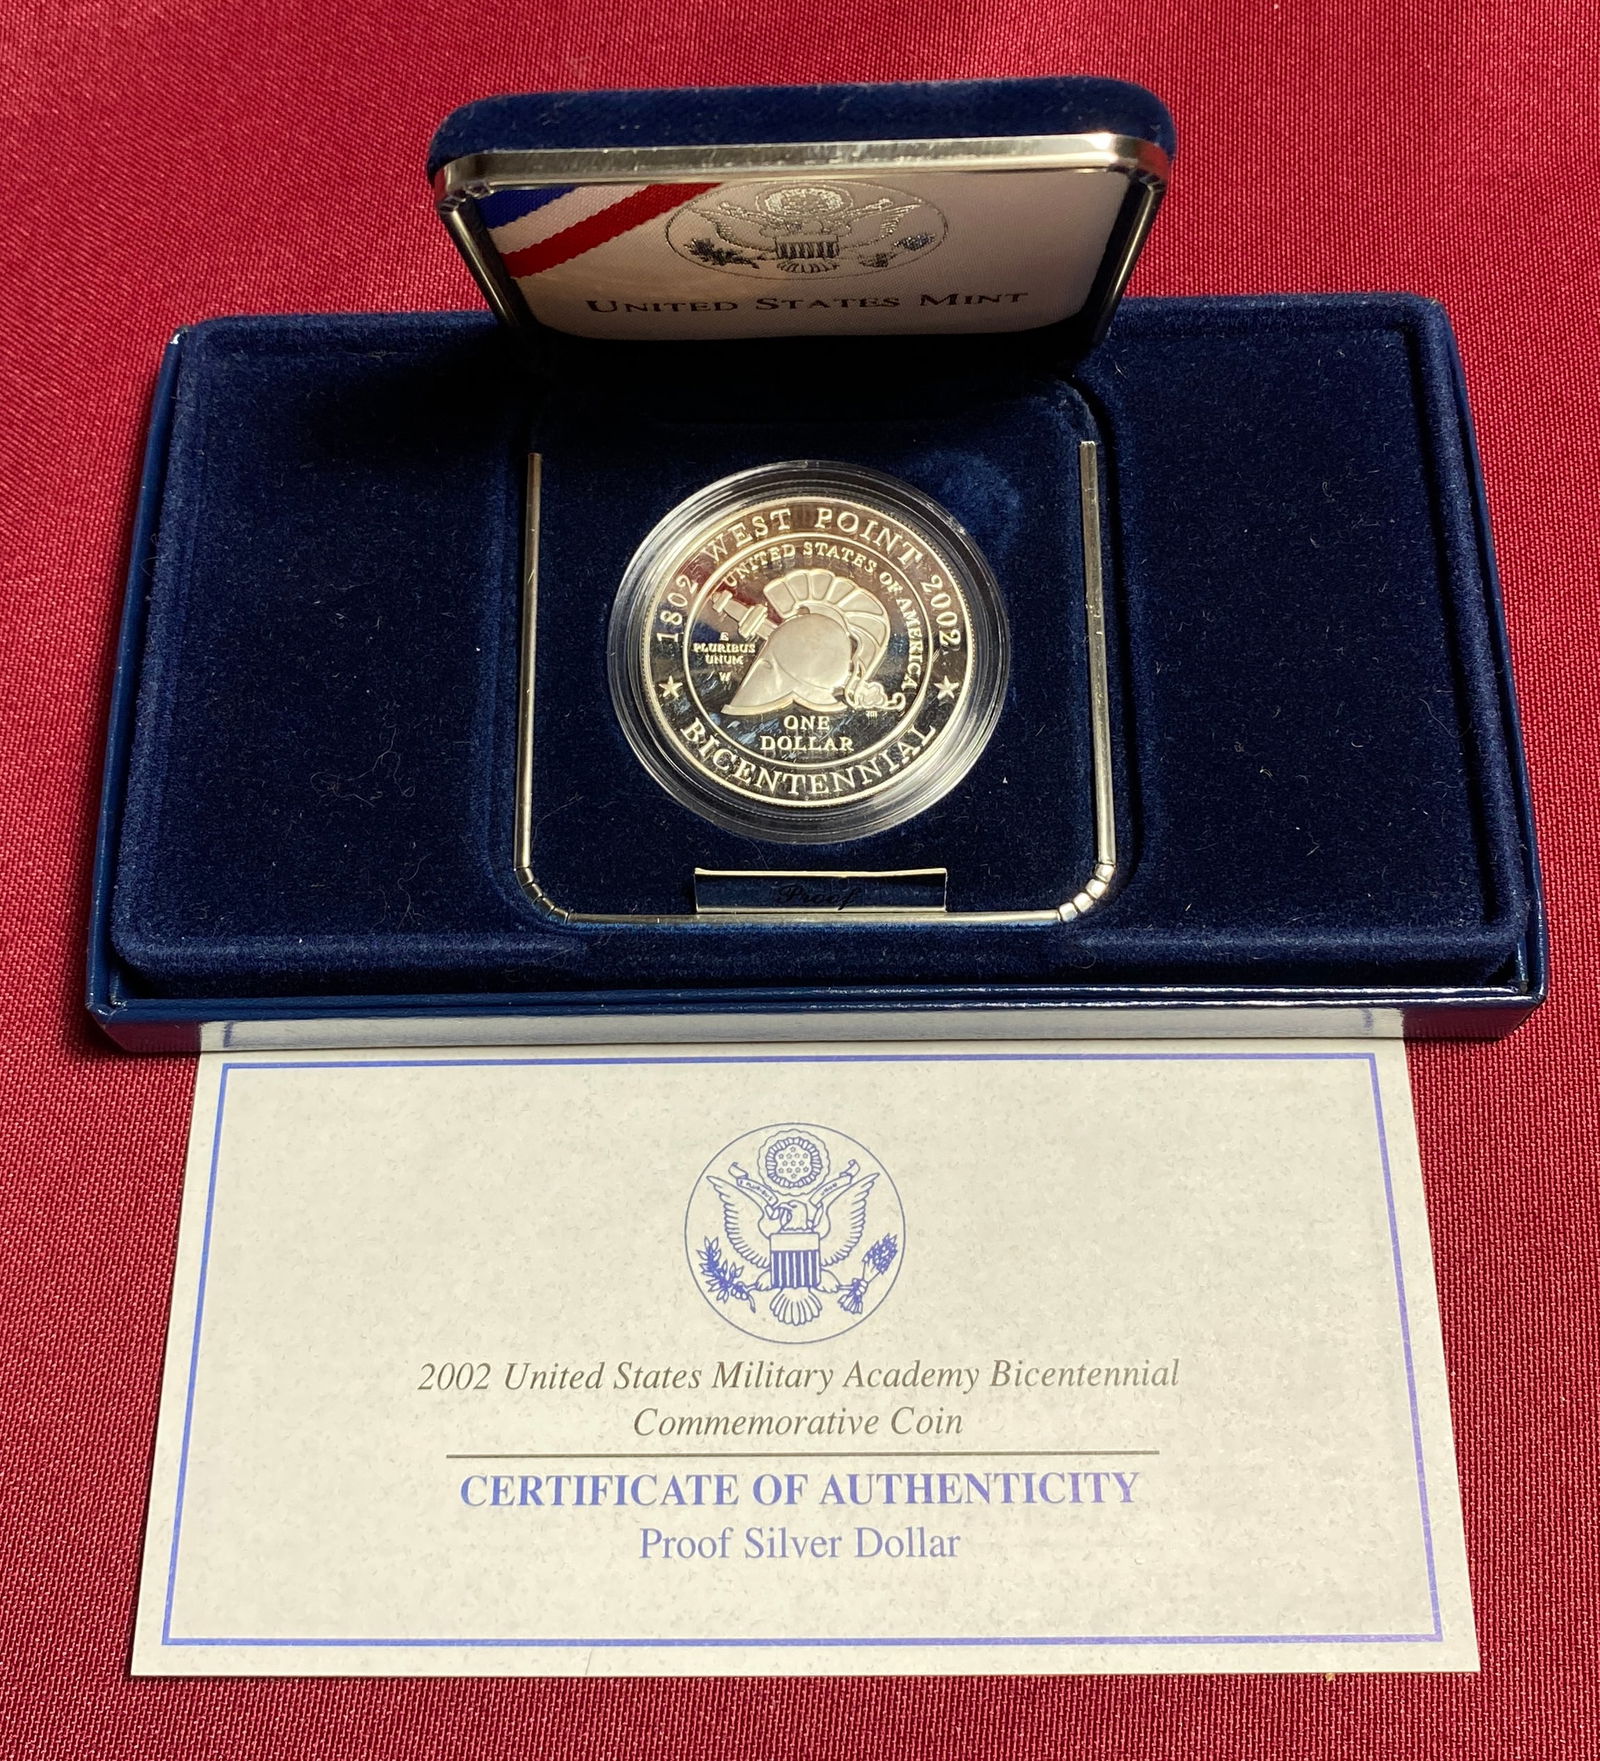 UNITED STATES MINT
1802 WEST POINT 2002
UNITED STATES OF AMERICA
E
PLURIBUS
UNUM
W
ONE
DOLLAR
BICENTENNIAL
Proof
2002 United States Military Academy Bicentennial
Commemorative Coin
CERTIFICATE OF AUTHENTICITY
Proof Silver Dollar